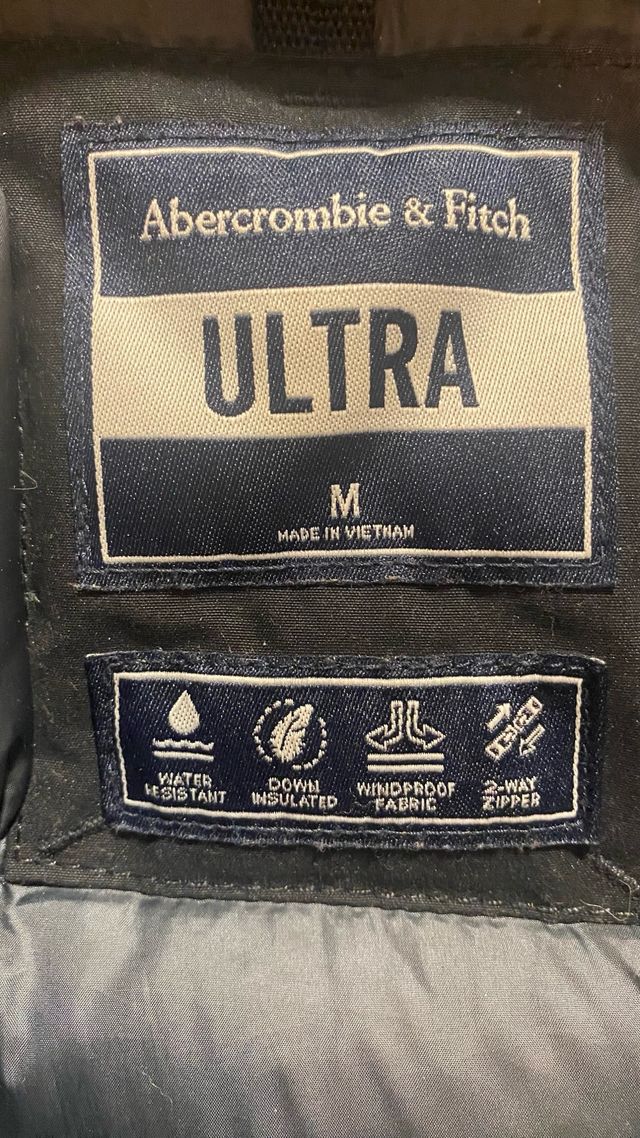 Abercrombie & Fitch
ULTRA
M
MADE IN VIETNAM
WATER RESISTANT
DOWN INSULATED
WINDPROOF FABRIC
2-WAY ZIPPER